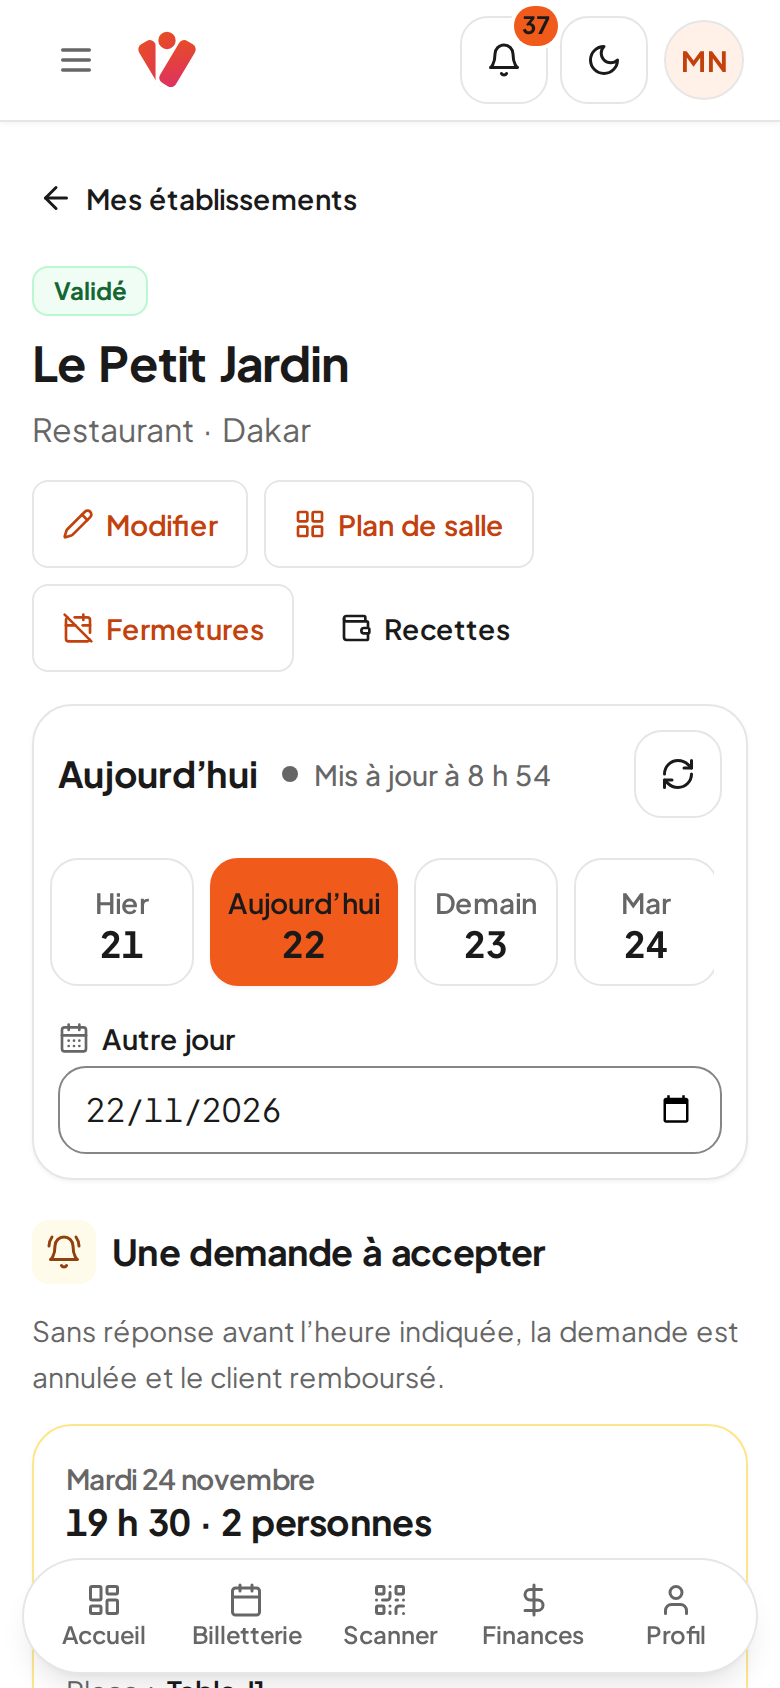 37
MN
Mes établissements
Validé
Le Petit Jardin
Restaurant · Dakar
Modifier
Plan de salle
Fermetures
Recettes
Aujourd’hui
Mis à jour à 8 h 54
Hier
21
Aujourd’hui
22
Demain
23
Mar
24
Autre jour
22/11/2026
Une demande à accepter
Sans réponse avant l’heure indiquée, la demande est
annulée et le client remboursé.
Mardi 24 novembre
19 h 30 · 2 personnes
Accueil
Billetterie
Scanner
Finances
Profil